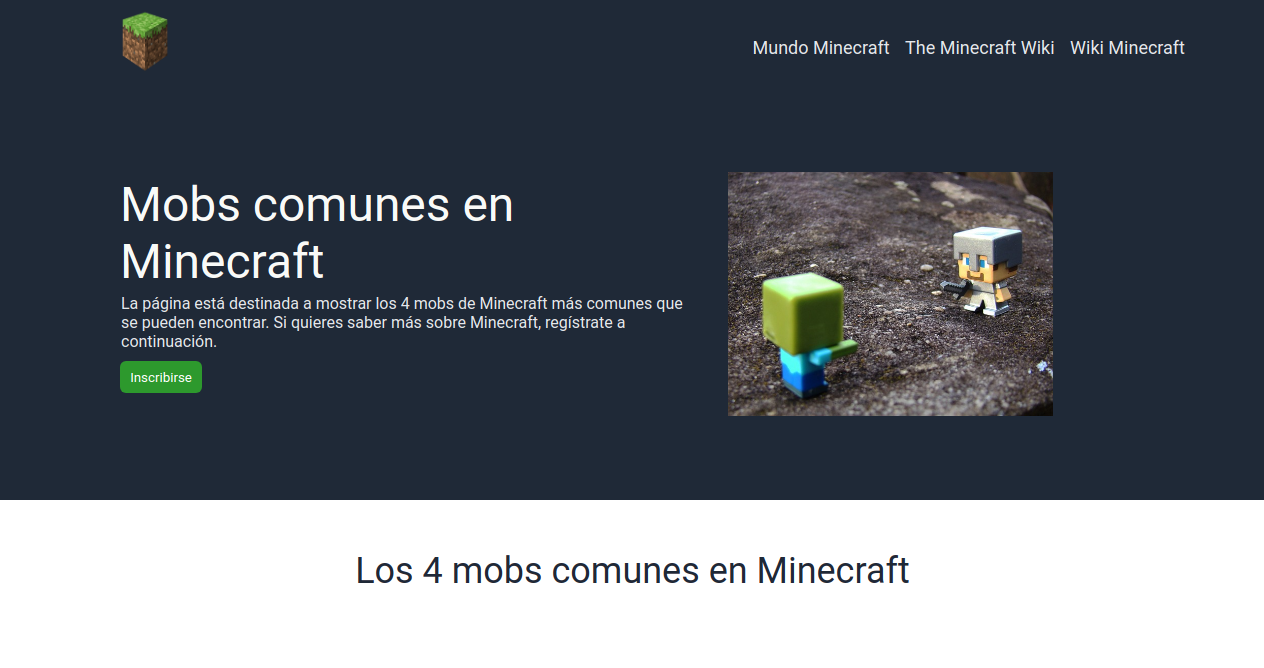 Mundo Minecraft The Minecraft Wiki Wiki Minecraft
Mobs comunes en
Minecraft
La página está destinada a mostrar los 4 mobs de Minecraft más comunes que
se pueden encontrar. Si quieres saber más sobre Minecraft, regístrate a
continuación.
Inscribirse
Los 4 mobs comunes en Minecraft